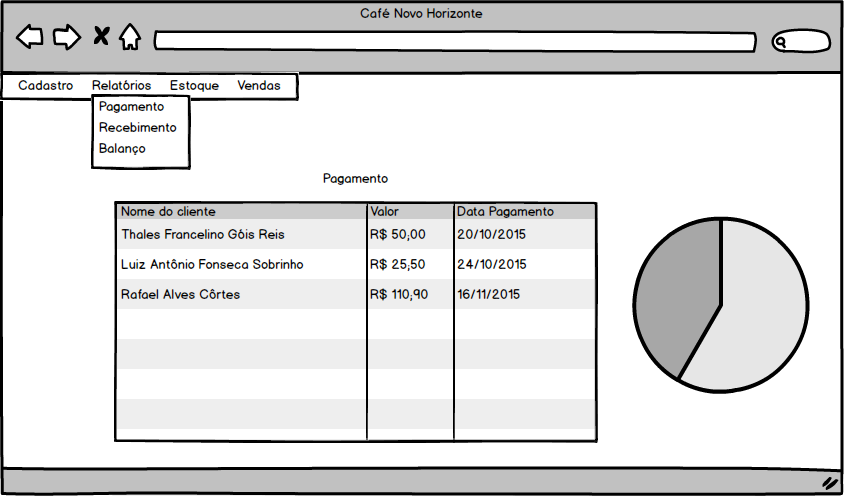 Café Novo Horizonte
Cadastro Relatórios Estoque Vendas
Pagamento
Recebimento
Balanço
Pagamento
Nome do cliente Valor Data Pagamento
Thales Francelino Góis Reis R$ 50,00 20/10/2015
Luiz Antônio Fonseca Sobrinho R$ 25,50 24/10/2015
Rafael Alves Côrtes R$ 110,90 16/11/2015